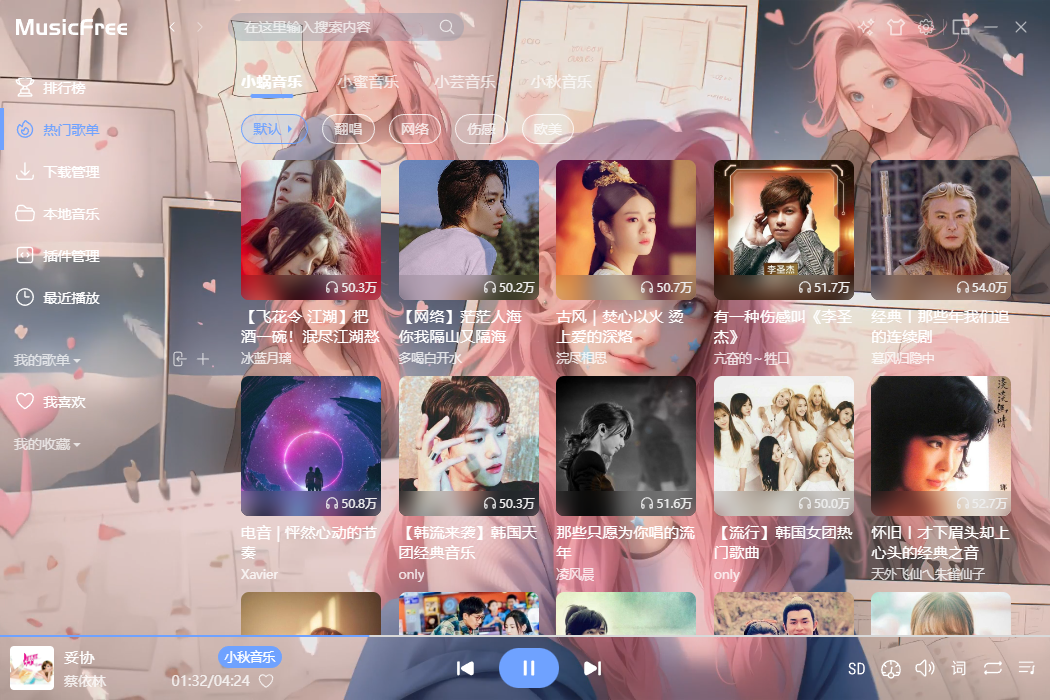 MusicFree
在这里输入搜索内容
小蜗音乐 小蜜音乐 小芸音乐 小秋音乐
排行榜
热门歌单
下载管理
本地音乐
插件管理
最近播放
我的歌单
我喜欢
我的收藏
默认 翻唱 网络 伤感 欧美
50.3万
【飞花令 江湖】把
酒一碗！泯尽江湖愁
冰蓝月璃
50.2万
【网络】茫茫人海
你我隔山又隔海
多喝白开水
50.7万
古风 | 焚心以火 烫
上爱的深烙
浣尽相思
李圣杰
51.7万
有一种伤感叫《李圣
杰》
亢奋的～牲口
54.0万
经典丨那些年我们追
的连续剧
暮风归隐中
50.8万
电音 | 怦然心动的节
奏
Xavier
50.3万
【韩流来袭】韩国天
团经典音乐
only
51.6万
那些只愿为你唱的流
年
凌风晨
50.0万
【流行】韩国女团热
门歌曲
only
淡淡幽情
52.7万
怀旧丨才下眉头却上
心头的经典之音
天外飞仙乀朱雀仙子
妥协
蔡依林
小秋音乐
01:32/04:24
SD 词